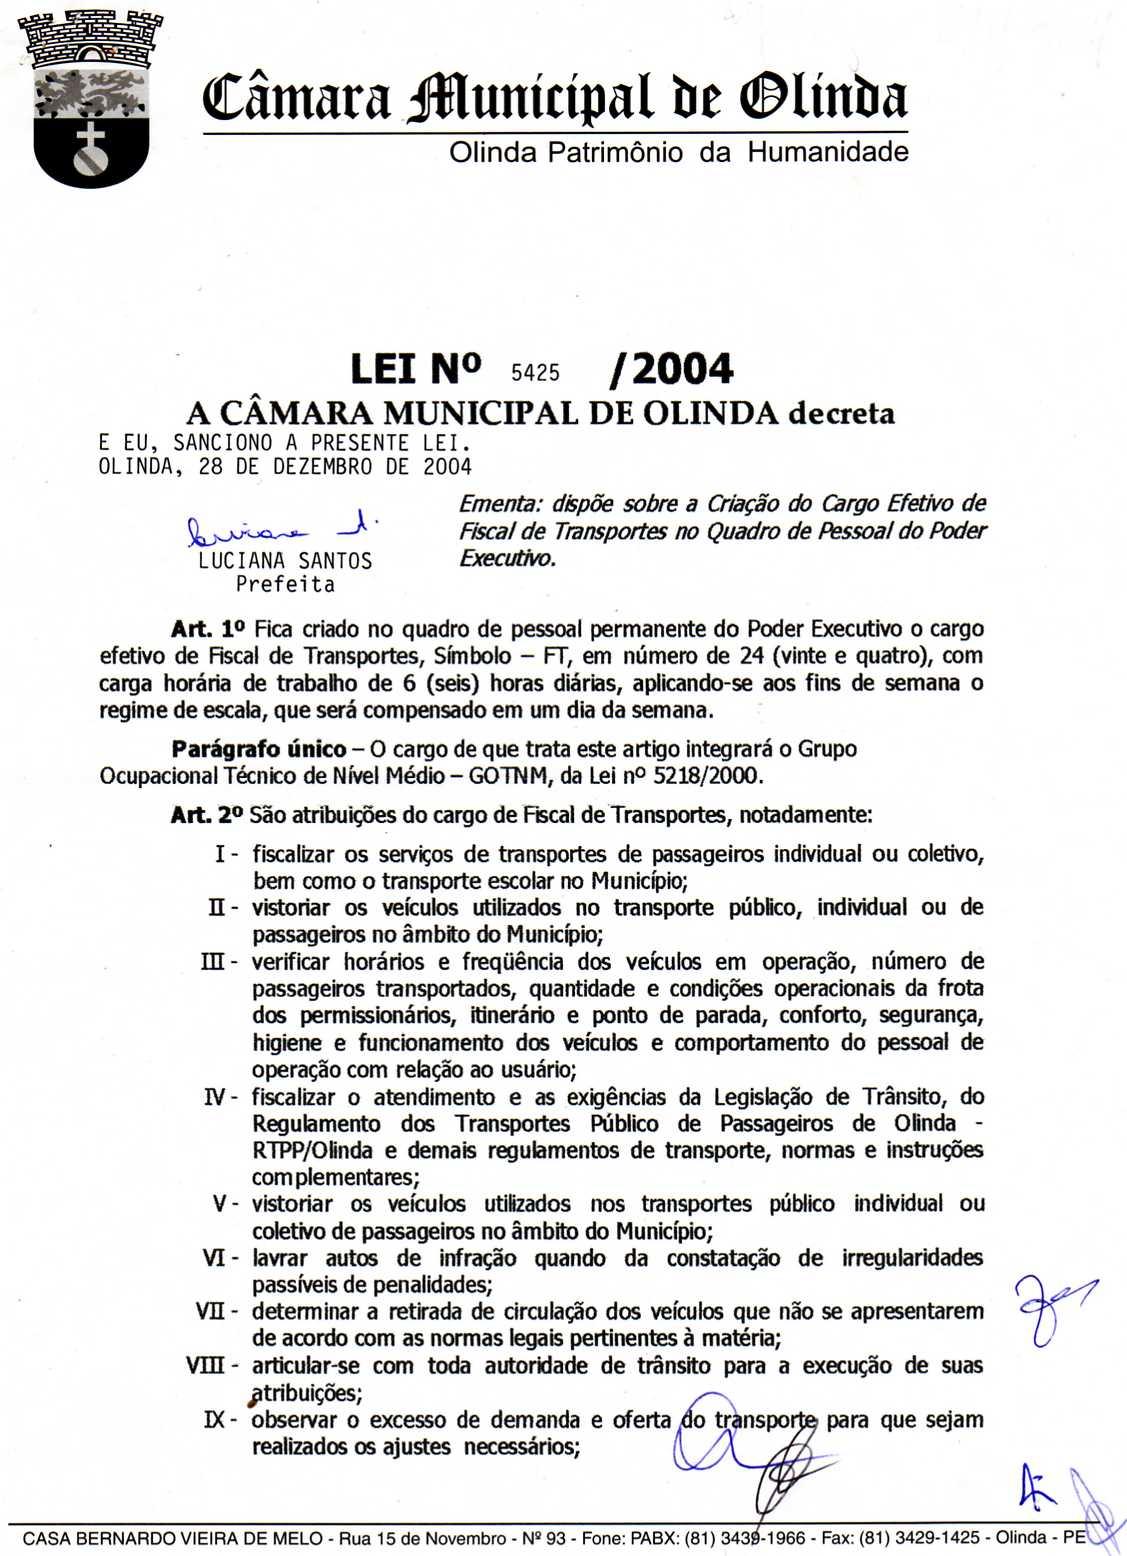 Câmara Municipal de Olinda
Olinda Patrimônio da Humanidade
LEI Nº 5425 /2004
A CÂMARA MUNICIPAL DE OLINDA decreta
E EU, SANCIONO A PRESENTE LEI.
OLINDA, 28 DE DEZEMBRO DE 2004
Ementa: dispõe sobre a Criação do Cargo Efetivo de
Fiscal de Transportes no Quadro de Pessoal do Poder
Executivo.
LUCIANA SANTOS
Prefeita
Art. 1º Fica criado no quadro de pessoal permanente do Poder Executivo o cargo
efetivo de Fiscal de Transportes, Símbolo – FT, em número de 24 (vinte e quatro), com
carga horária de trabalho de 6 (seis) horas diárias, aplicando-se aos fins de semana o
regime de escala, que será compensado em um dia da semana.
Parágrafo único – O cargo de que trata este artigo integrará o Grupo
Ocupacional Técnico de Nível Médio – GOTNM, da Lei nº 5218/2000.
Art. 2º São atribuições do cargo de Fiscal de Transportes, notadamente:
I - fiscalizar os serviços de transportes de passageiros individual ou coletivo,
bem como o transporte escolar no Município;
II - vistoriar os veículos utilizados no transporte público, individual ou de
passageiros no âmbito do Município;
III - verificar horários e freqüência dos veículos em operação, número de
passageiros transportados, quantidade e condições operacionais da frota
dos permissionários, itinerário e ponto de parada, conforto, segurança,
higiene e funcionamento dos veículos e comportamento do pessoal de
operação com relação ao usuário;
IV - fiscalizar o atendimento e as exigências da Legislação de Trânsito, do
Regulamento dos Transportes Público de Passageiros de Olinda -
RTPP/Olinda e demais regulamentos de transporte, normas e instruções
complementares;
V - vistoriar os veículos utilizados nos transportes público individual ou
coletivo de passageiros no âmbito do Município;
VI - lavrar autos de infração quando da constatação de irregularidades
passíveis de penalidades;
VII - determinar a retirada de circulação dos veículos que não se apresentarem
de acordo com as normas legais pertinentes à matéria;
VIII - articular-se com toda autoridade de trânsito para a execução de suas
atribuições;
IX - observar o excesso de demanda e oferta do transporte para que sejam
realizados os ajustes necessários;
CASA BERNARDO VIEIRA DE MELO - Rua 15 de Novembro - Nº 93 - Fone: PABX: (81) 3439-1966 - Fax: (81) 3429-1425 - Olinda - PE